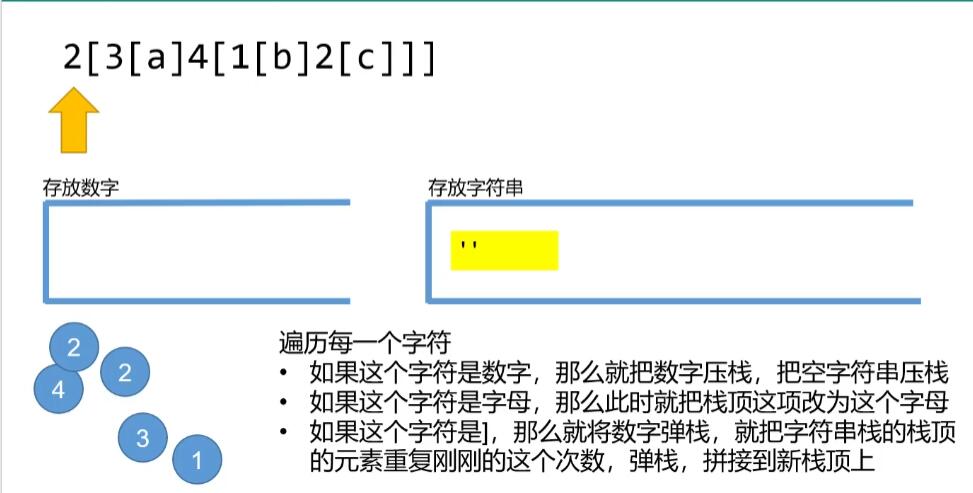 2[3[a]4[1[b]2[c]]]
存放数字
存放字符串
''
2
2
4
3
1
遍历每一个字符
• 如果这个字符是数字，那么就把数字压栈，把空字符串压栈
• 如果这个字符是字母，那么此时就把栈顶这项改为这个字母
• 如果这个字符是]，那么就将数字弹栈，就把字符串栈的栈顶
的元素重复刚刚的这个次数，弹栈，拼接到新栈顶上